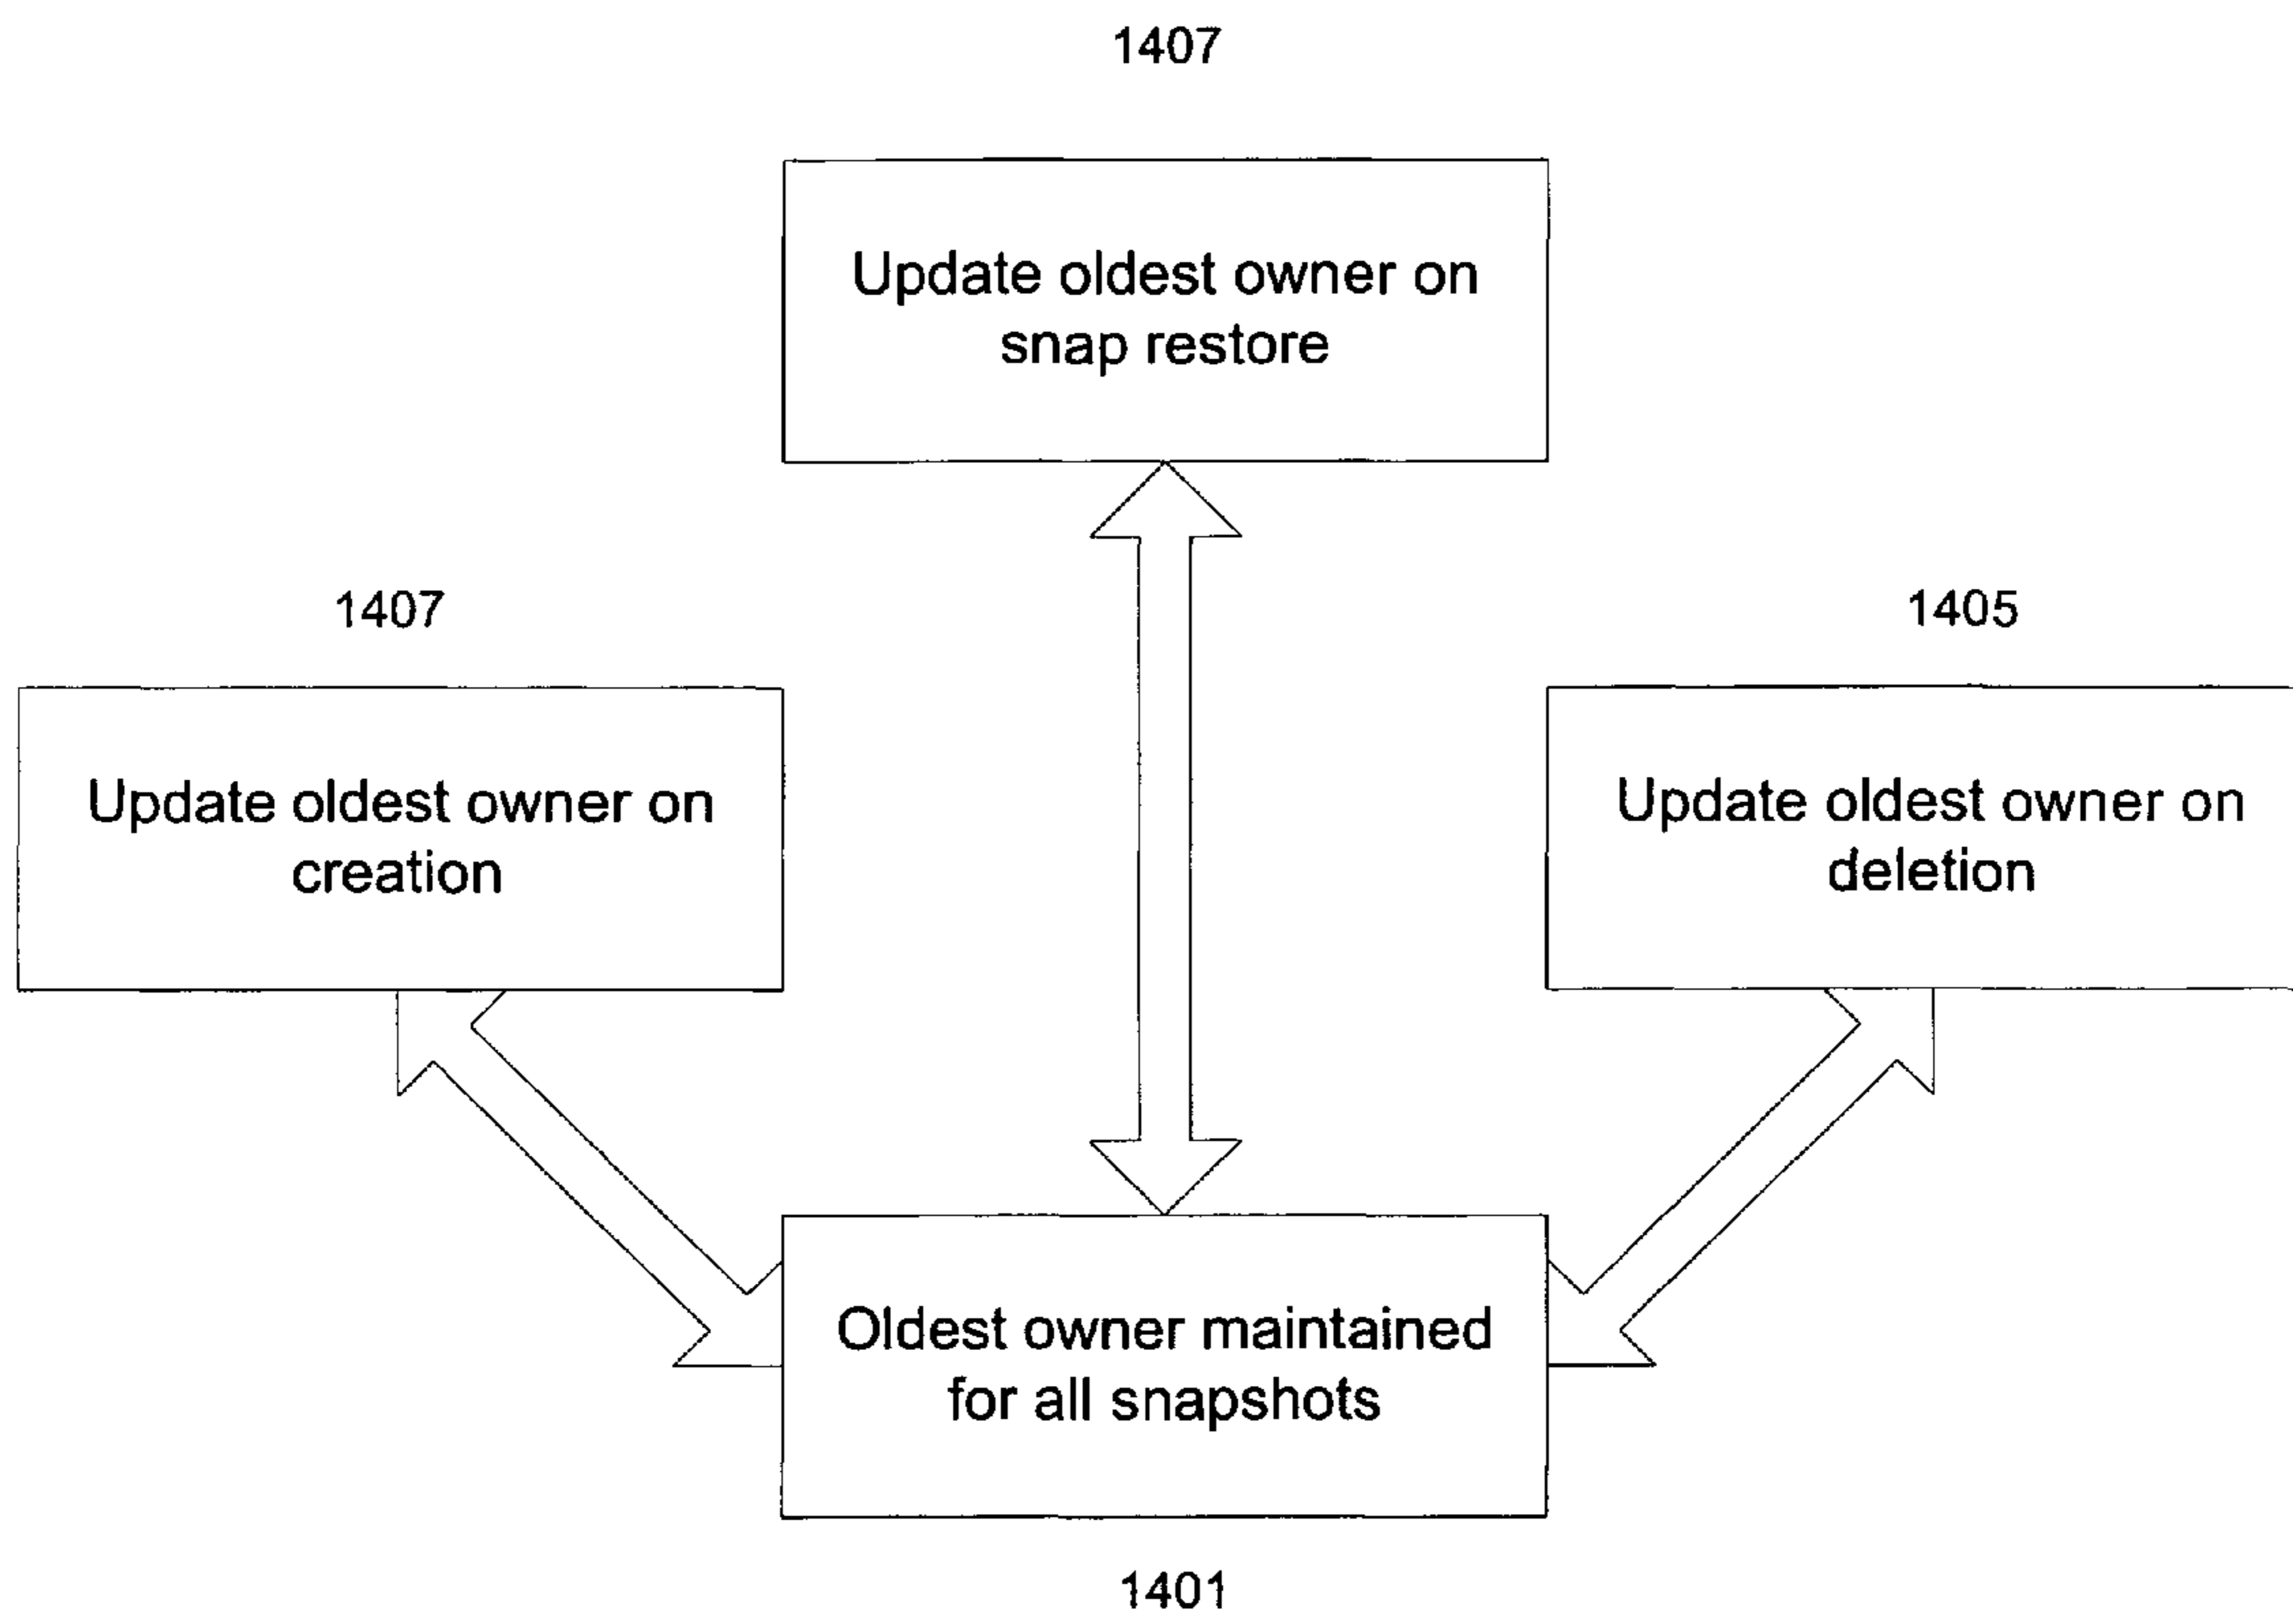 1407
Update oldest owner on
snap restore
1407
Update oldest owner on
creation
1405
Update oldest owner on
deletion
Oldest owner maintained
for all snapshots
1401